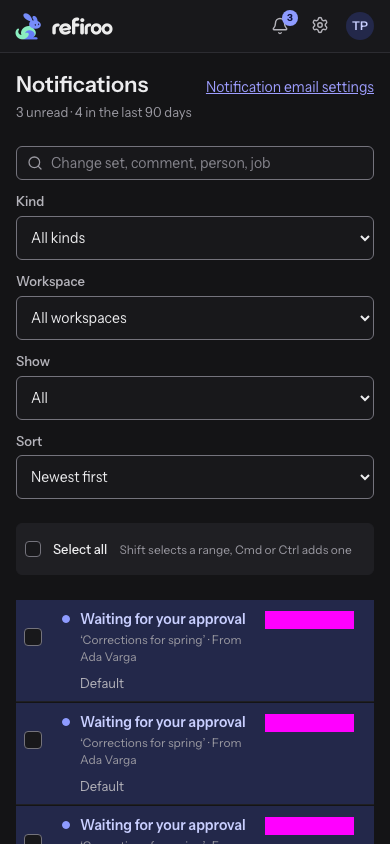 refiroo
3
TP
Notifications
Notification email settings
3 unread · 4 in the last 90 days
Change set, comment, person, job
Kind
All kinds
Workspace
All workspaces
Show
All
Sort
Newest first
Select all
Shift selects a range, Cmd or Ctrl adds one
Waiting for your approval
‘Corrections for spring’ · From
Ada Varga
Default
Waiting for your approval
‘Corrections for spring’ · From
Ada Varga
Default
Waiting for your approval